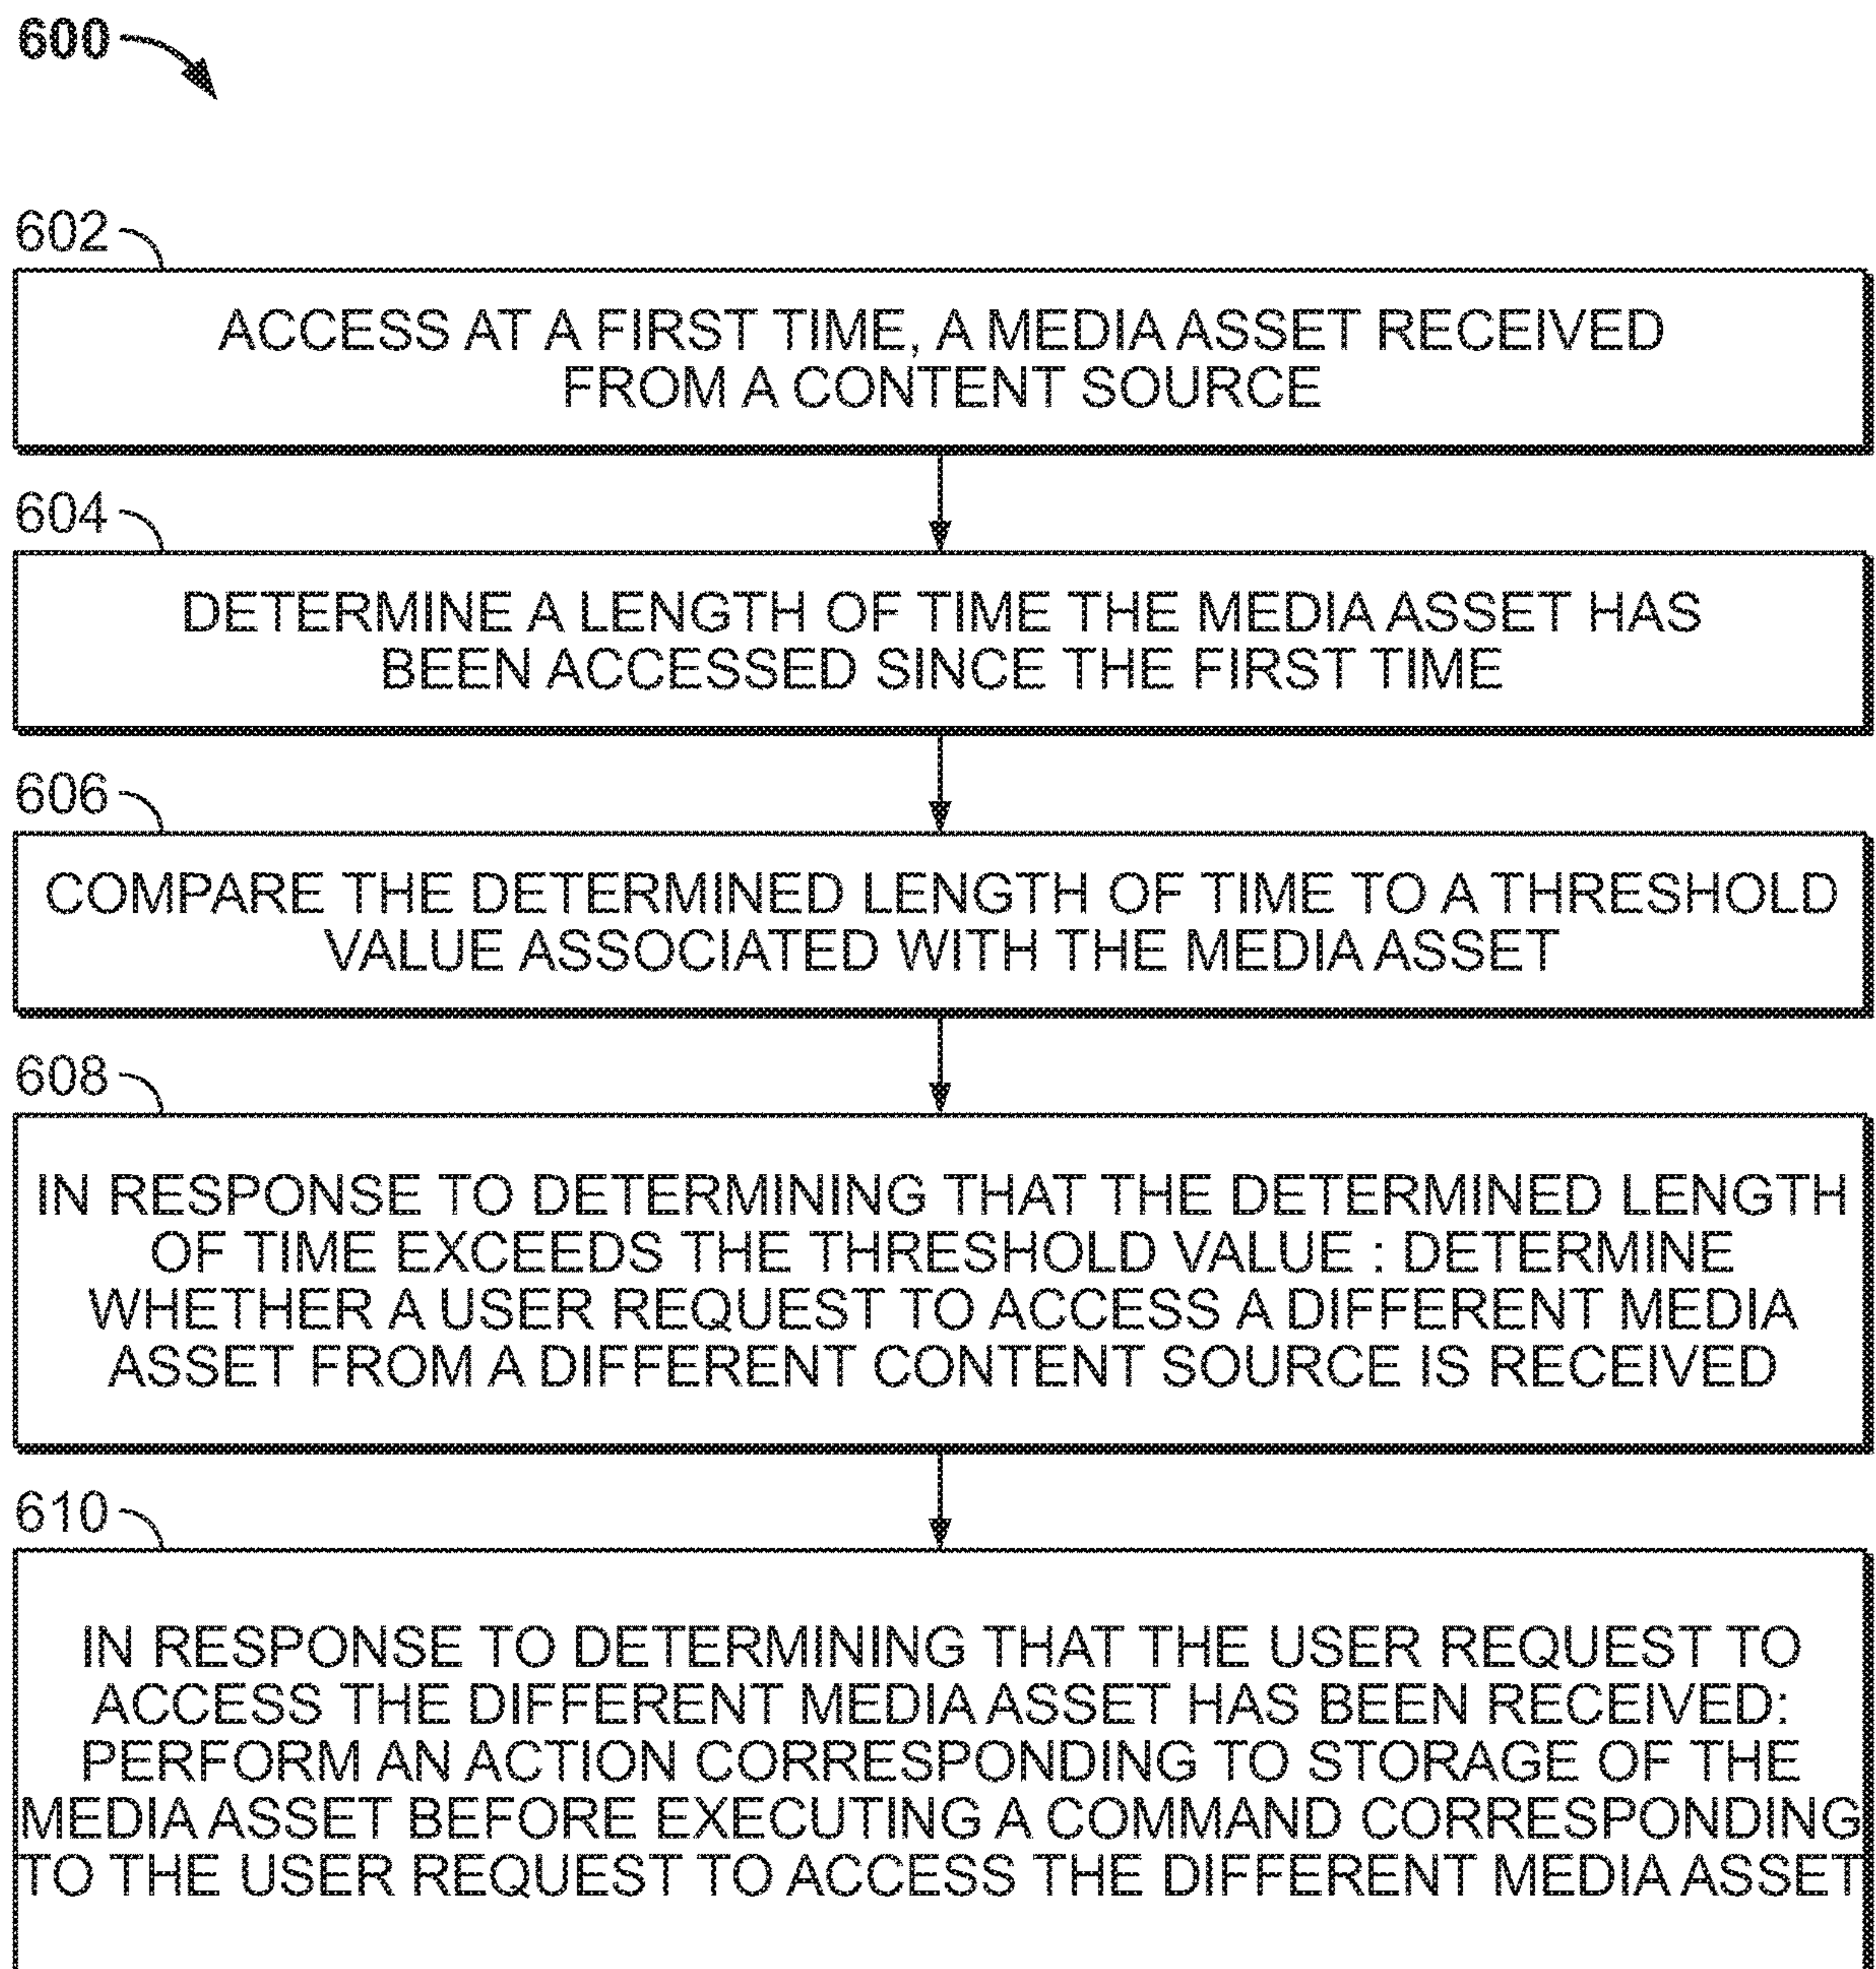 600
602
ACCESS AT A FIRST TIME, A MEDIA ASSET RECEIVED
FROM A CONTENT SOURCE
604
DETERMINE A LENGTH OF TIME THE MEDIA ASSET HAS
BEEN ACCESSED SINCE THE FIRST TIME
606
COMPARE THE DETERMINED LENGTH OF TIME TO A THRESHOLD
VALUE ASSOCIATED WITH THE MEDIA ASSET
608
IN RESPONSE TO DETERMINING THAT THE DETERMINED LENGTH
OF TIME EXCEEDS THE THRESHOLD VALUE : DETERMINE
WHETHER A USER REQUEST TO ACCESS A DIFFERENT MEDIA
ASSET FROM A DIFFERENT CONTENT SOURCE IS RECEIVED
610
IN RESPONSE TO DETERMINING THAT THE USER REQUEST TO
ACCESS THE DIFFERENT MEDIA ASSET HAS BEEN RECEIVED:
PERFORM AN ACTION CORRESPONDING TO STORAGE OF THE
MEDIA ASSET BEFORE EXECUTING A COMMAND CORRESPONDING
TO THE USER REQUEST TO ACCESS THE DIFFERENT MEDIA ASSET